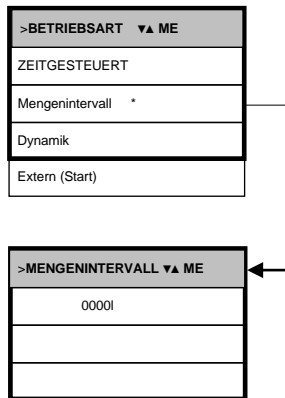 >BETRIEBSART ▼▲ ME
ZEITGESTEUERT
Mengenintervall *
Dynamik
Extern (Start)
>MENGENINTERVALL ▼▲ ME
0000l